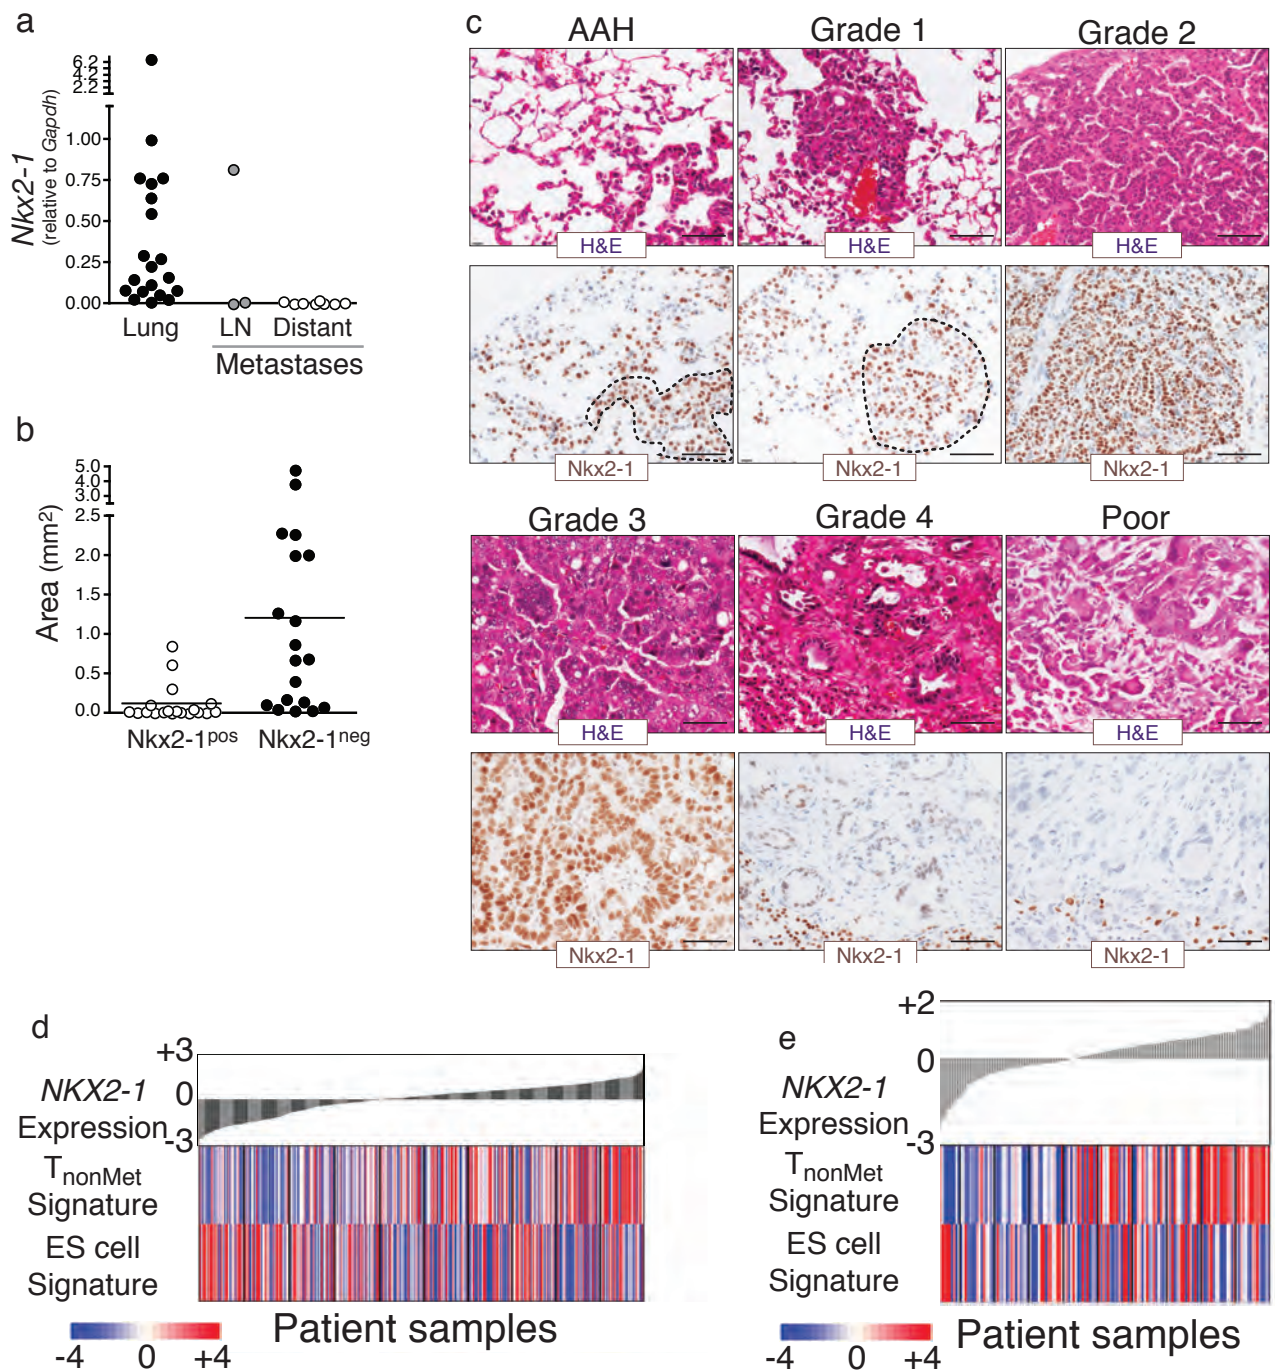 a
Nkx2-1
(relative to Gapdh)
6.2
5.2
4.2
3.2
2.2
1.00
0.75
0.50
0.25
0.00
Lung
LN
Distant
Metastases
b
Area (mm²)
5.0
4.0
3.0
2.5
2.0
1.5
1.0
0.5
0.0
Nkx2-1pos
Nkx2-1neg
c
AAH
Grade 1
Grade 2
H&E
H&E
H&E
Nkx2-1
Nkx2-1
Nkx2-1
Grade 3
Grade 4
Poor
H&E
H&E
H&E
Nkx2-1
Nkx2-1
Nkx2-1
d
+3
0
-3
NKX2-1
Expression
TnonMet
Signature
ES cell
Signature
-4
0
+4
Patient samples
e
+2
0
-3
NKX2-1
Expression
TnonMet
Signature
ES cell
Signature
-4
0
+4
Patient samples